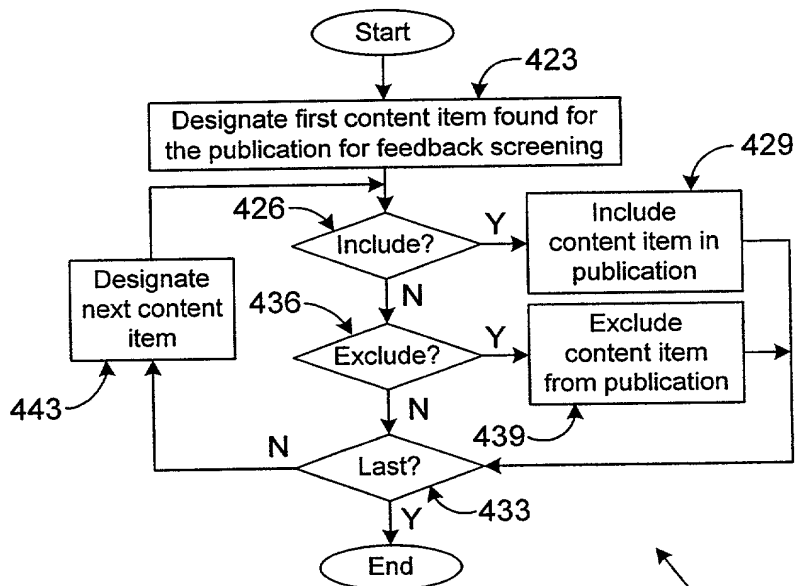 Start
423
Designate first content item found for
the publication for feedback screening
429
426
Include?
Y
Include
content item in
publication
Designate
next content
item
N
436
Exclude?
Y
Exclude
content item
from publication
443
N
439
N
Last?
433
Y
End